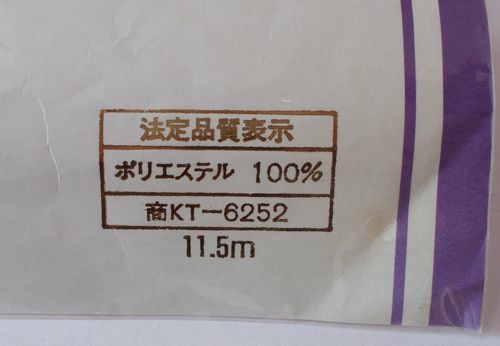 法定品質表示
ポリエステル 100%
商KT-6252
11.5m